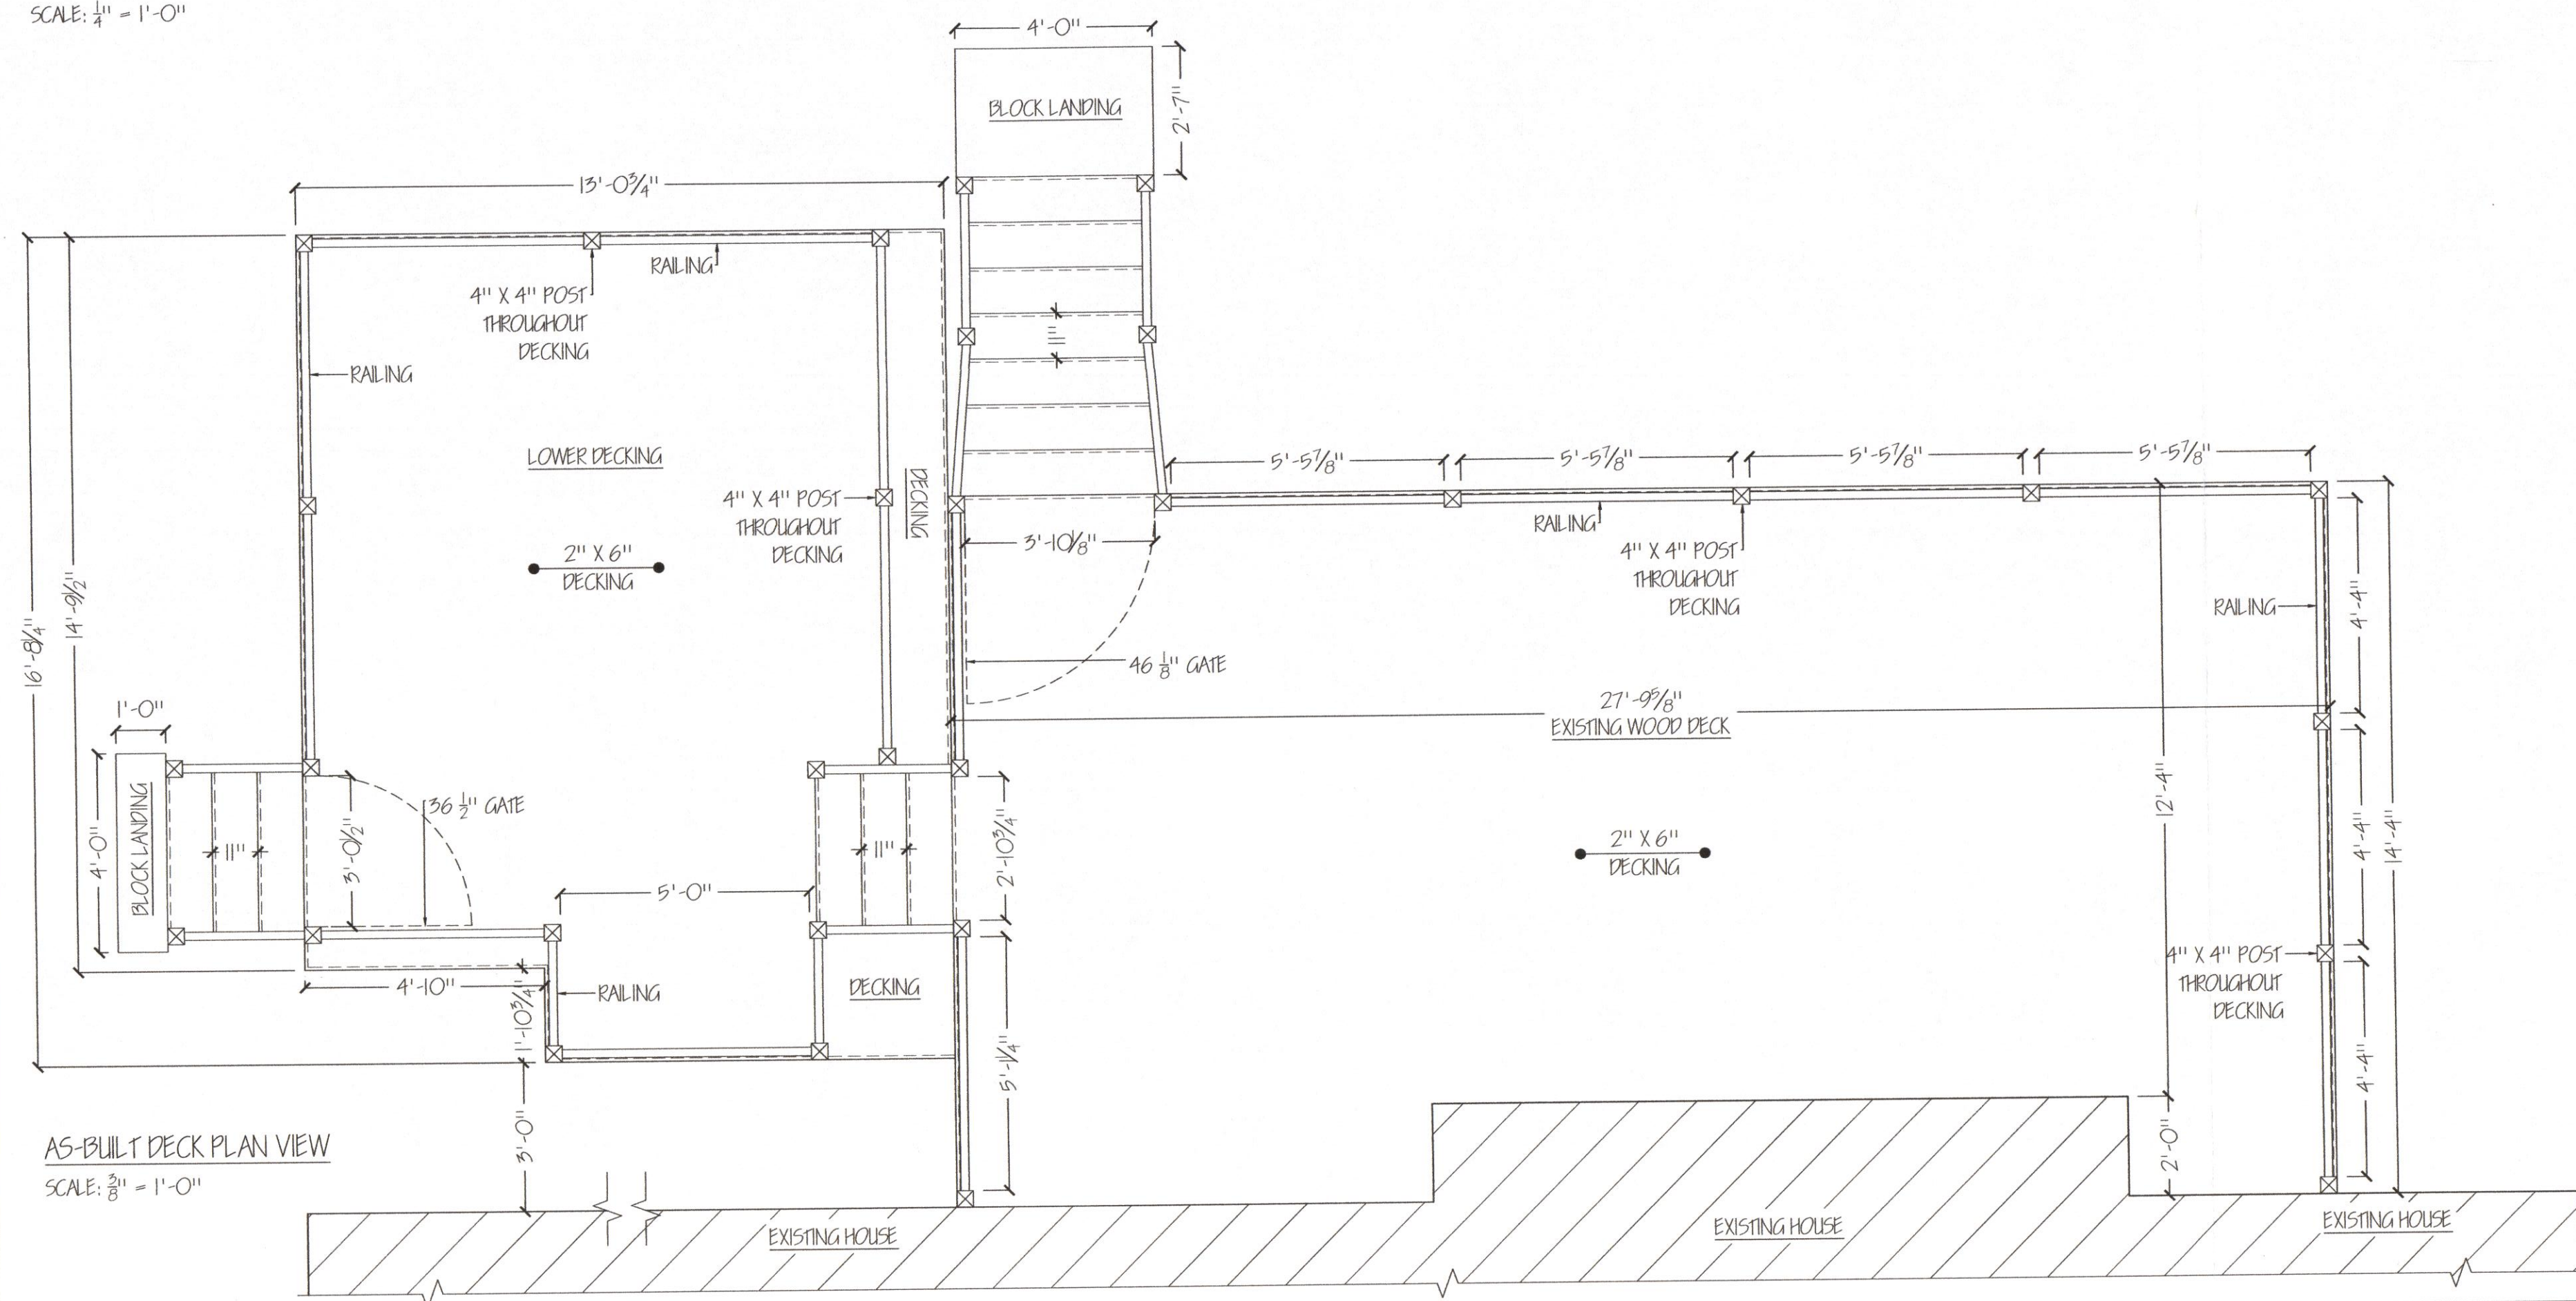 SCALE: 1/4" = 1'-0"
4'-0"
BLOCK LANDING
2'-7"
13'-0 3/4"
RAILING
4" X 4" POST
THROUGHOUT
DECKING
RAILING
11"
LOWER DECKING
DECKING
4" X 4" POST
THROUGHOUT
DECKING
2" X 6"
DECKING
16'-8 1/4"
14'-9 1/2"
5'-5 7/8"
5'-5 7/8"
5'-5 7/8"
5'-5 7/8"
RAILING
3'-10 1/8"
4" X 4" POST
THROUGHOUT
DECKING
RAILING
4'-4"
46 1/8" GATE
27'-9 5/8"
EXISTING WOOD DECK
1'-0"
4'-0"
BLOCK LANDING
11"
3'-0 1/2"
36 1/2" GATE
11"
2'-10 3/4"
5'-0"
12'-4"
4'-4"
14'-4"
2" X 6"
DECKING
4'-10"
1'-10 3/4"
RAILING
DECKING
5'-1 1/4"
4" X 4" POST
THROUGHOUT
DECKING
4'-4"
3'-0"
2'-0"
AS-BUILT DECK PLAN VIEW
SCALE: 3/8" = 1'-0"
EXISTING HOUSE
EXISTING HOUSE
EXISTING HOUSE